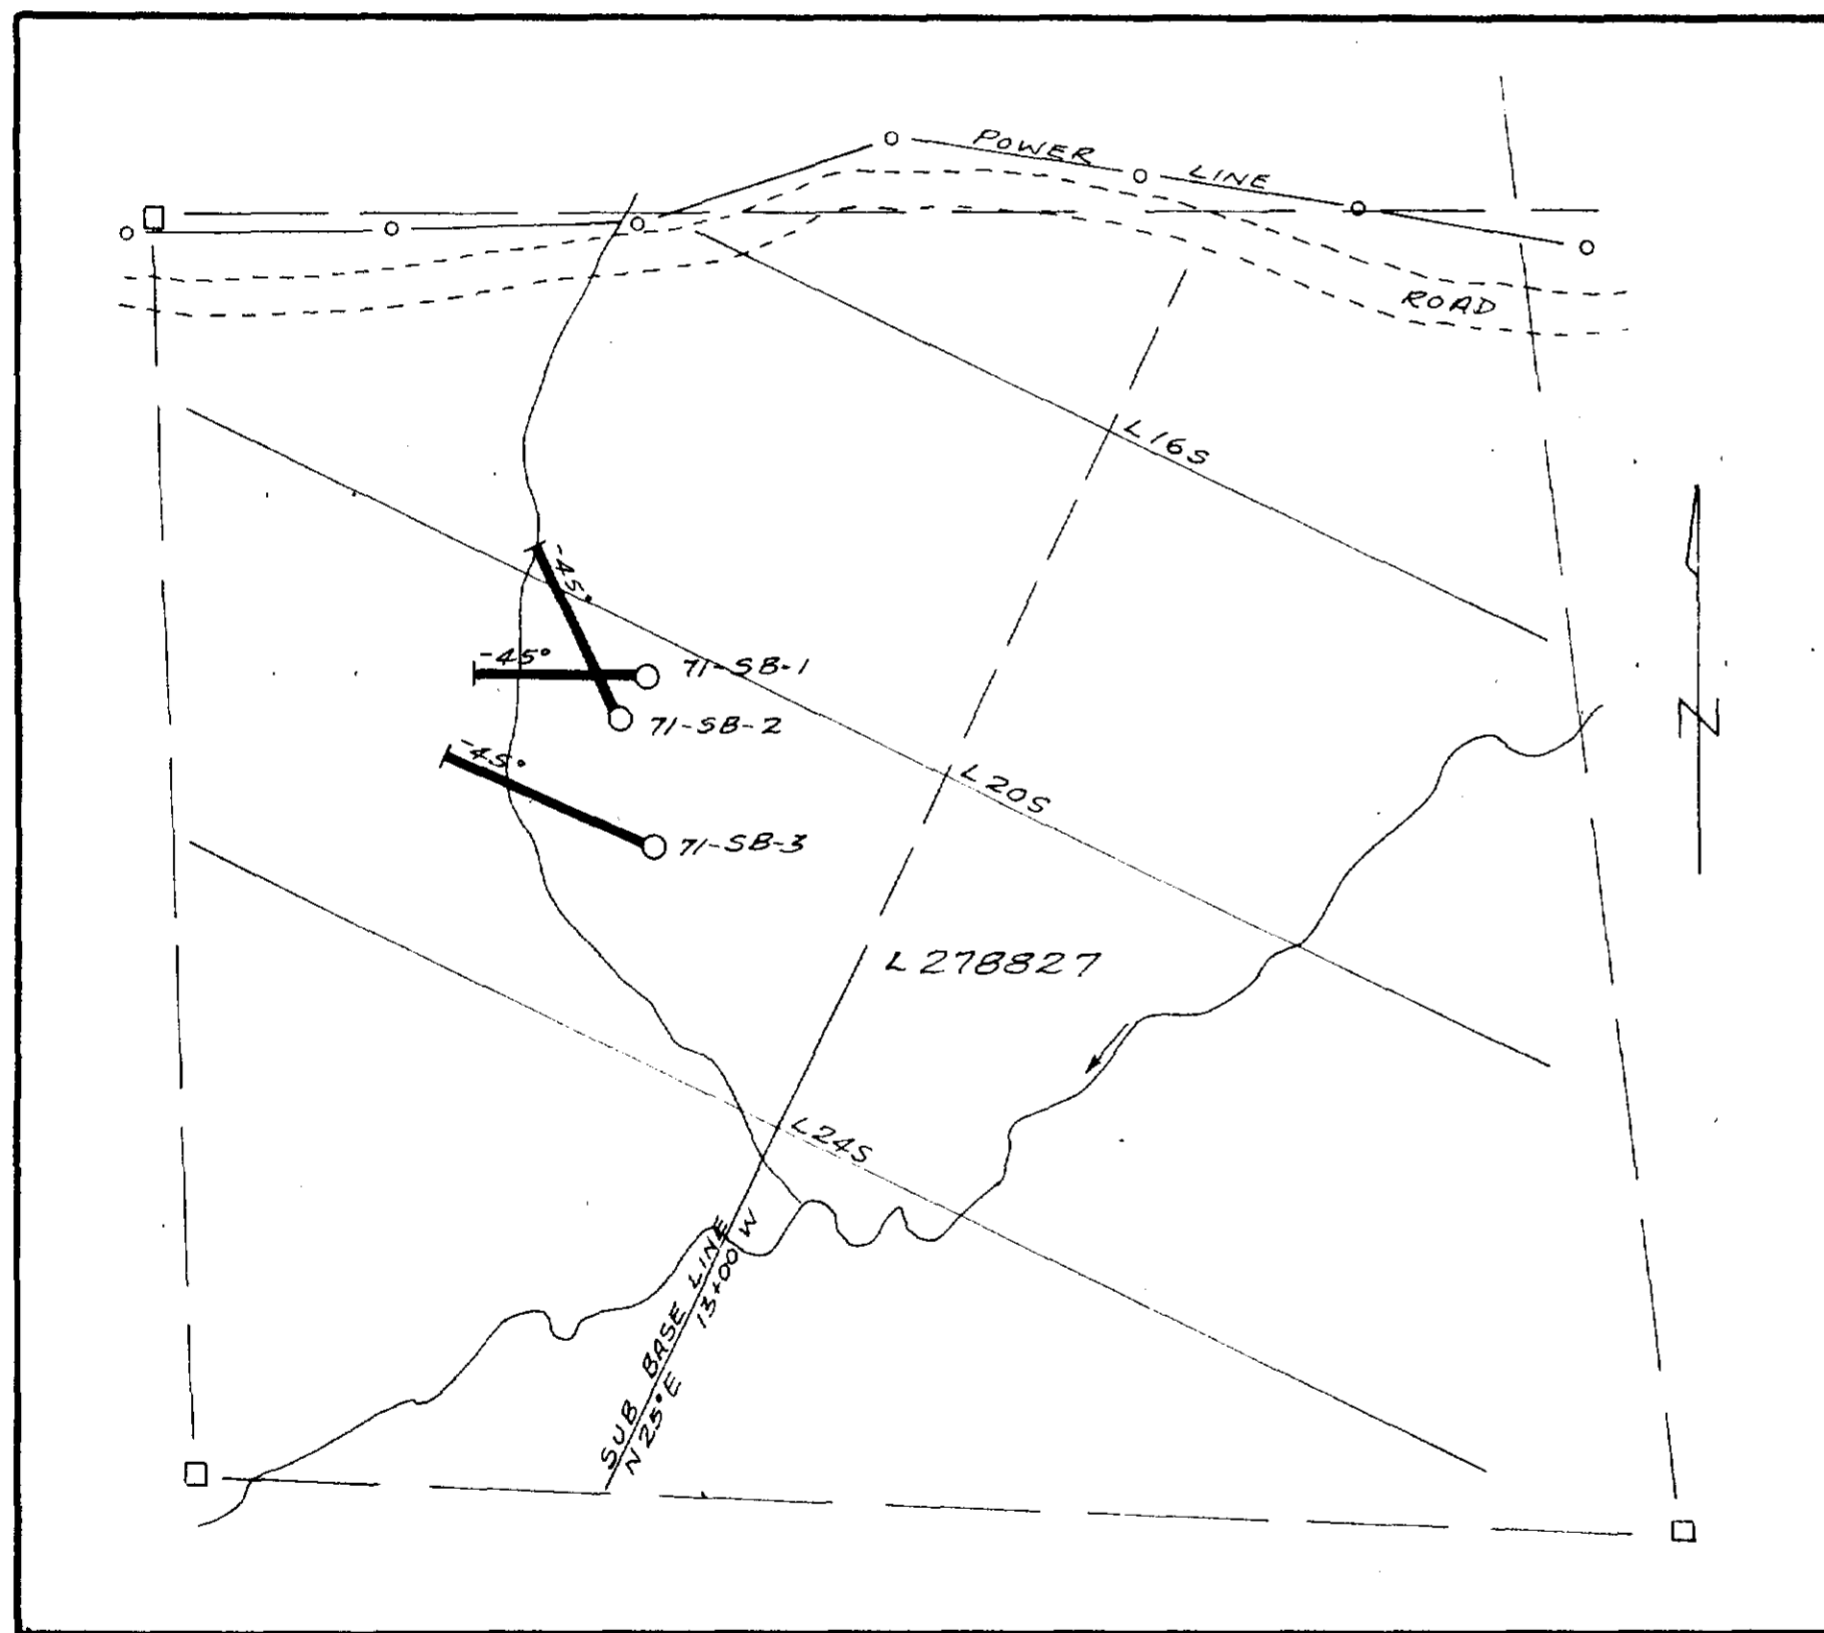 POWER LINE
ROAD
L16S
-45°
-45°
71-SB-1
71-SB-2
-45°
71-SB-3
L20S
N
L278827
L24S
SUB BASE LINE
13+00 W
N25°E